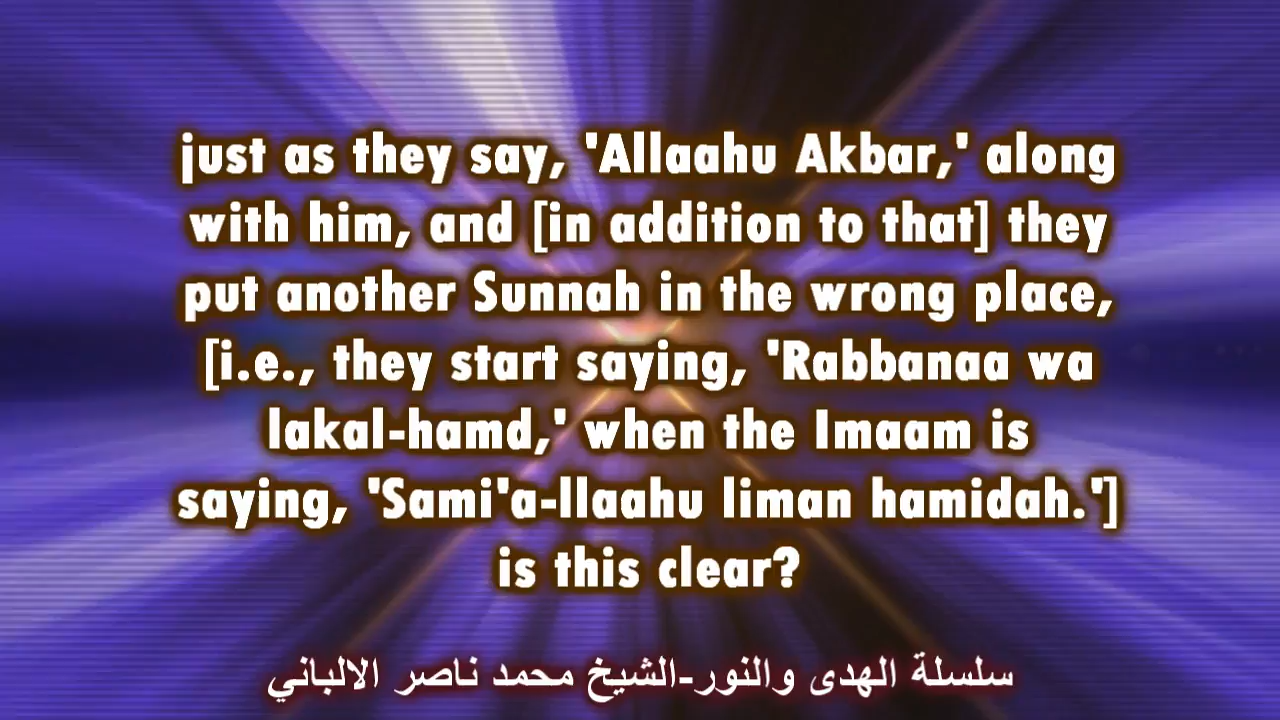 just as they say, 'Allaahu Akbar,' along
with him, and [in addition to that] they
put another Sunnah in the wrong place,
[i.e., they start saying, 'Rabbanaa wa
lakal-hamd,' when the Imaam is
saying, 'Sami'a-llaahu liman hamidah.']
is this clear?
سلسلة الهدى والنور-الشيخ محمد ناصر الالباني